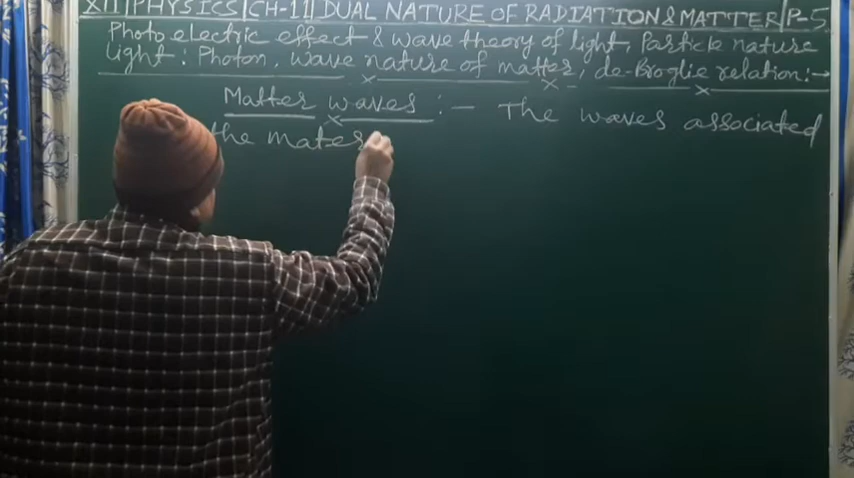 XII|PHYSICS|CH-11|DUAL NATURE OF RADIATION & MATTER|P-5
Photo electric effect & wave theory of light, Particle nature
light : Photon, wave nature of matter, de-Broglie relation :→
Matter waves :— The waves associated
the mater